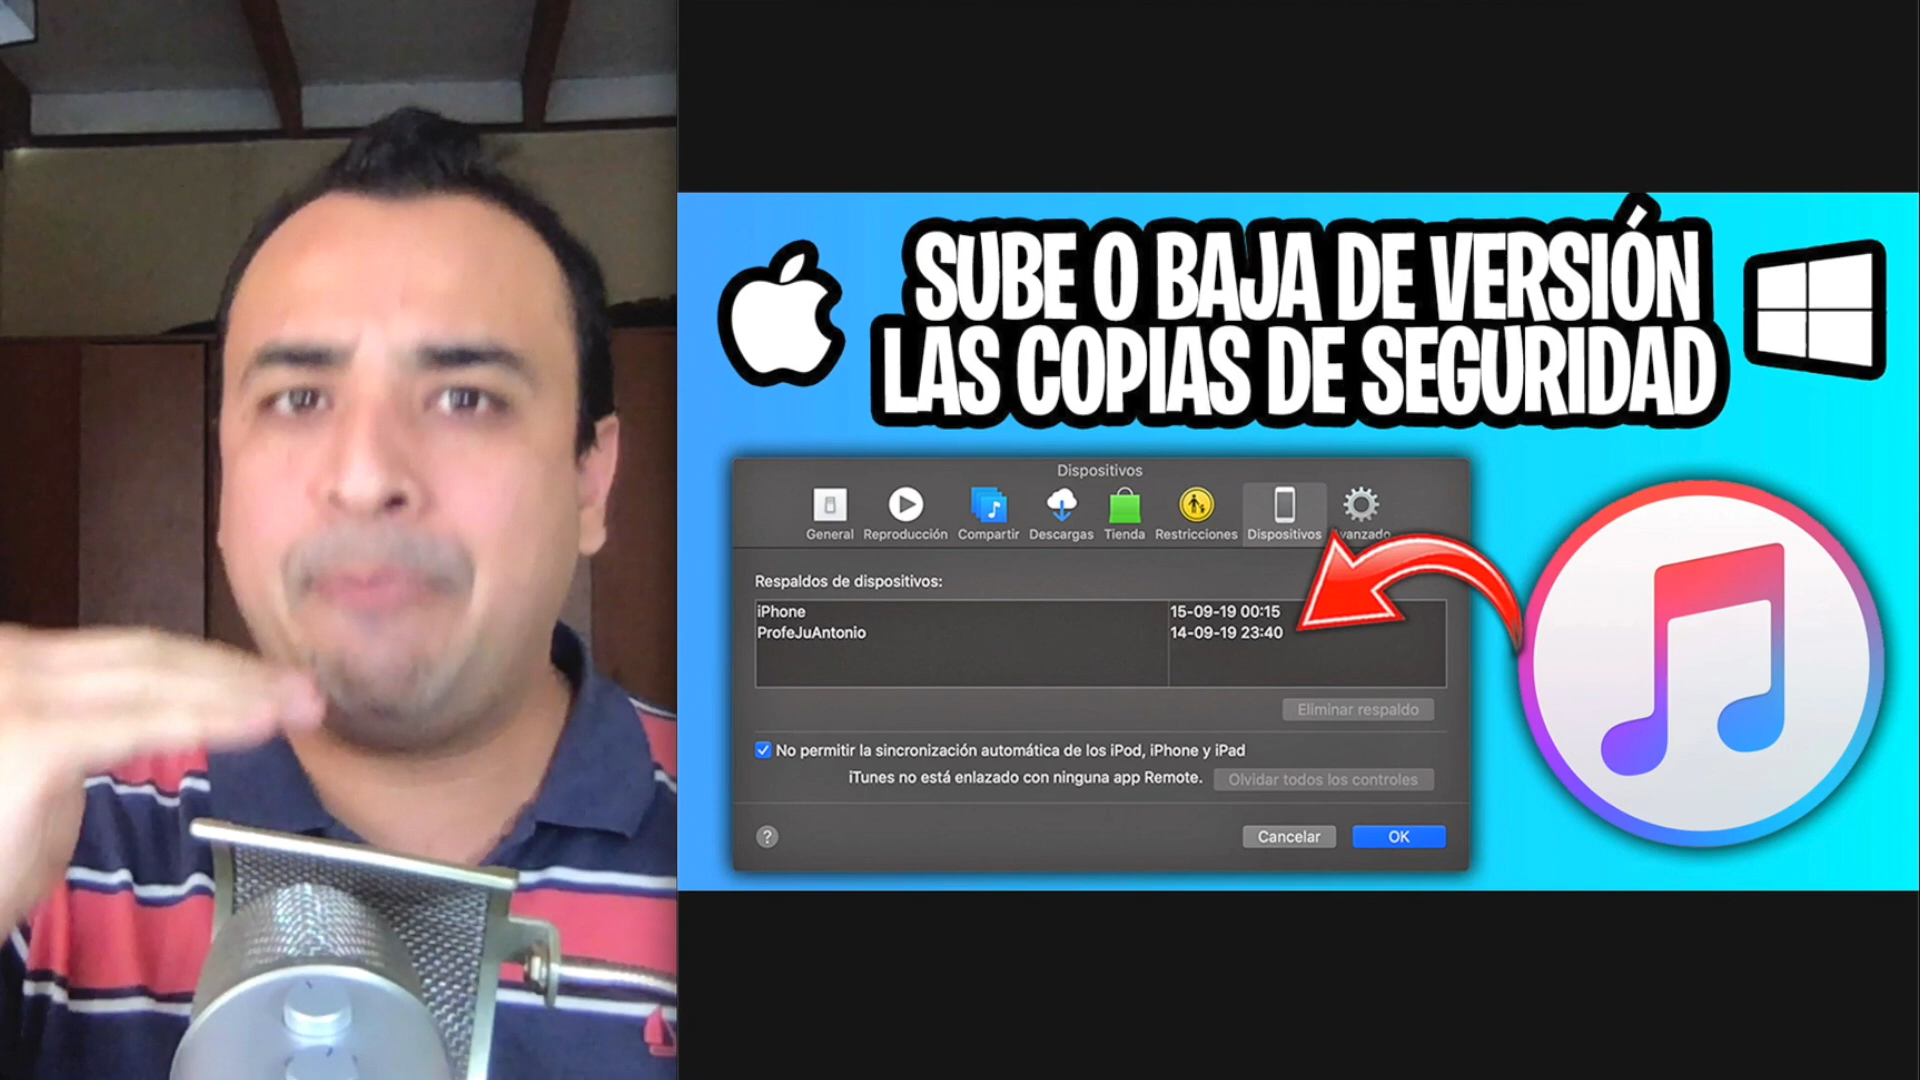 SUBE O BAJA DE VERSIÓN
LAS COPIAS DE SEGURIDAD
Dispositivos
General Reproducción Compartir Descargas Tienda Restricciones Dispositivos Avanzado
Respaldos de dispositivos:
iPhone 15-09-19 00:15
ProfeJuAntonio 14-09-19 23:40
Eliminar respaldo
No permitir la sincronización automática de los iPod, iPhone y iPad
iTunes no está enlazado con ninguna app Remote. Olvidar todos los controles
? Cancelar OK